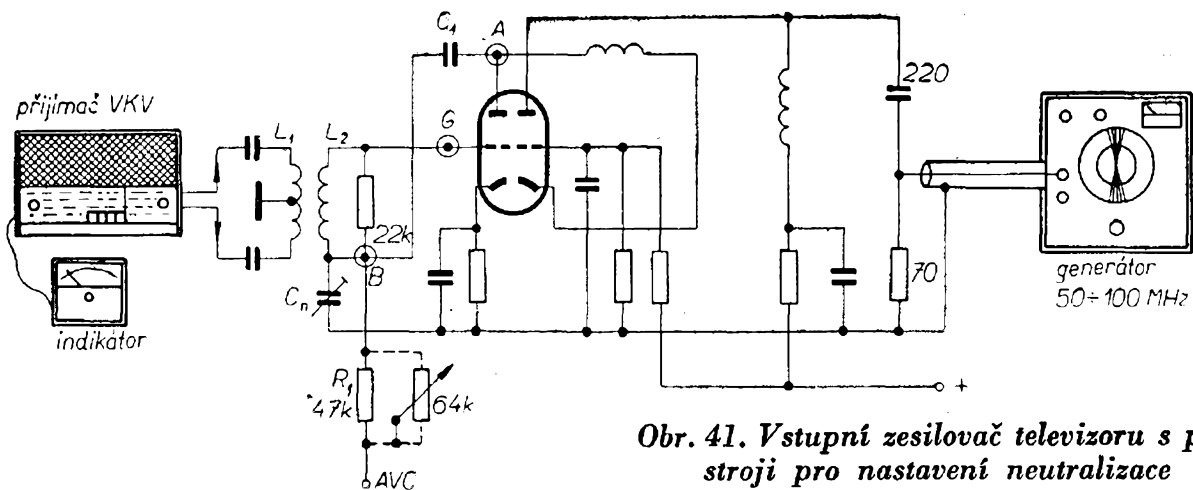 přijímač VKV
indikátor
L₁
L₂
22k
B
Cₙ
R₁
47k
64k
AVC
C₁
A
G
220
70
+
generátor
50÷100 MHz
Obr. 41. Vstupní zesilovač televizoru s p
stroji pro nastavení neutralizace